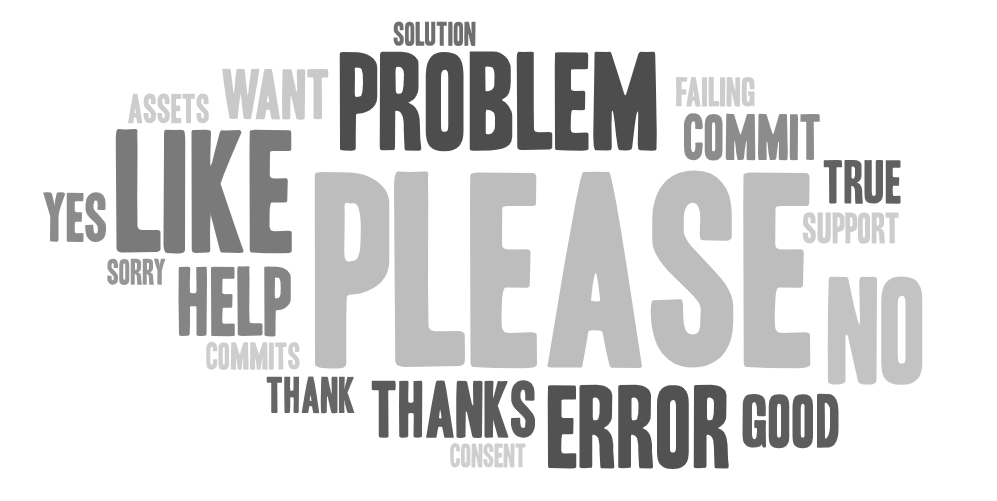 SOLUTION
WANT
PROBLEM
FAILING
ASSETS
COMMIT
LIKE
TRUE
YES
PLEASE
SUPPORT
SORRY
HELP
NO
COMMITS
THANK
THANKS
ERROR
GOOD
CONSENT